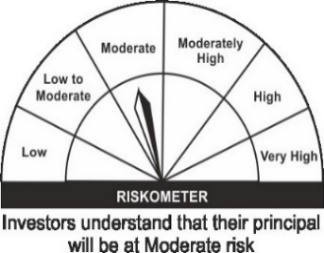 Moderate
Moderately
High
Low to
Moderate
High
Low
Very High
RISKOMETER
Investors understand that their principal
will be at Moderate risk